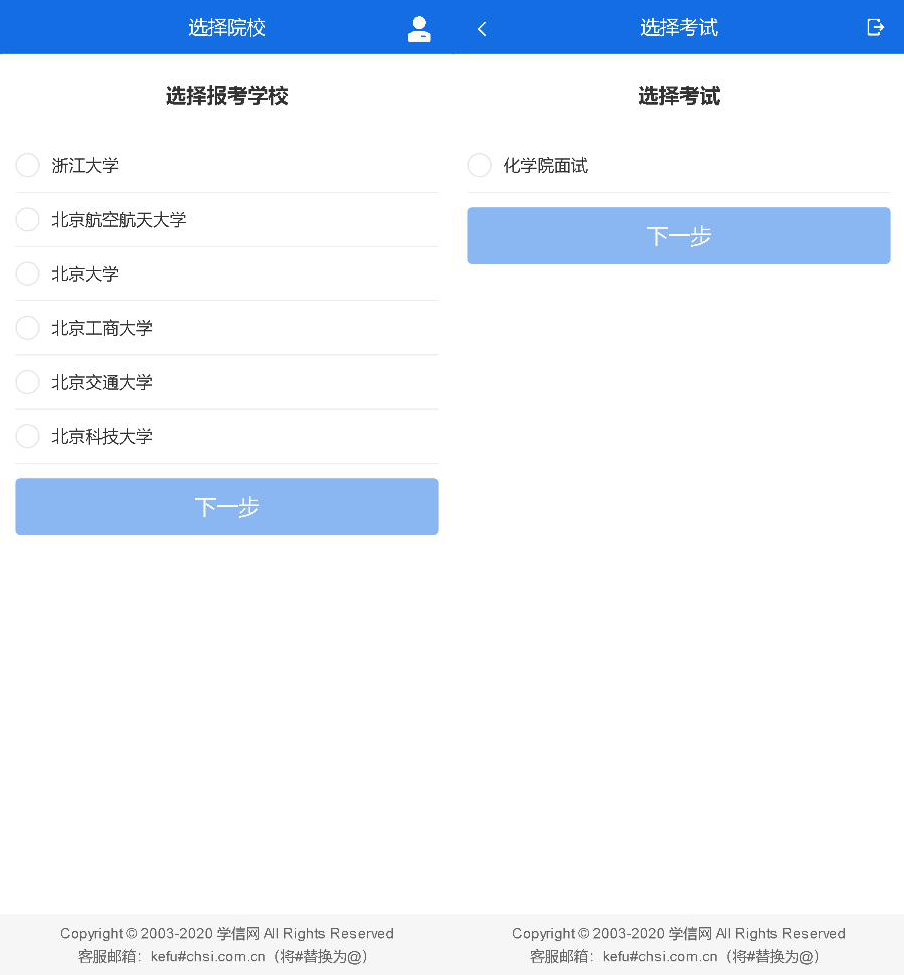 选择院校
选择报考学校
浙江大学
北京航空航天大学
北京大学
北京工商大学
北京交通大学
北京科技大学
下一步
Copyright © 2003-2020 学信网 All Rights Reserved
客服邮箱：kefu#chsi.com.cn（将#替换为@）
选择考试
选择考试
化学院面试
下一步
Copyright © 2003-2020 学信网 All Rights Reserved
客服邮箱：kefu#chsi.com.cn（将#替换为@）